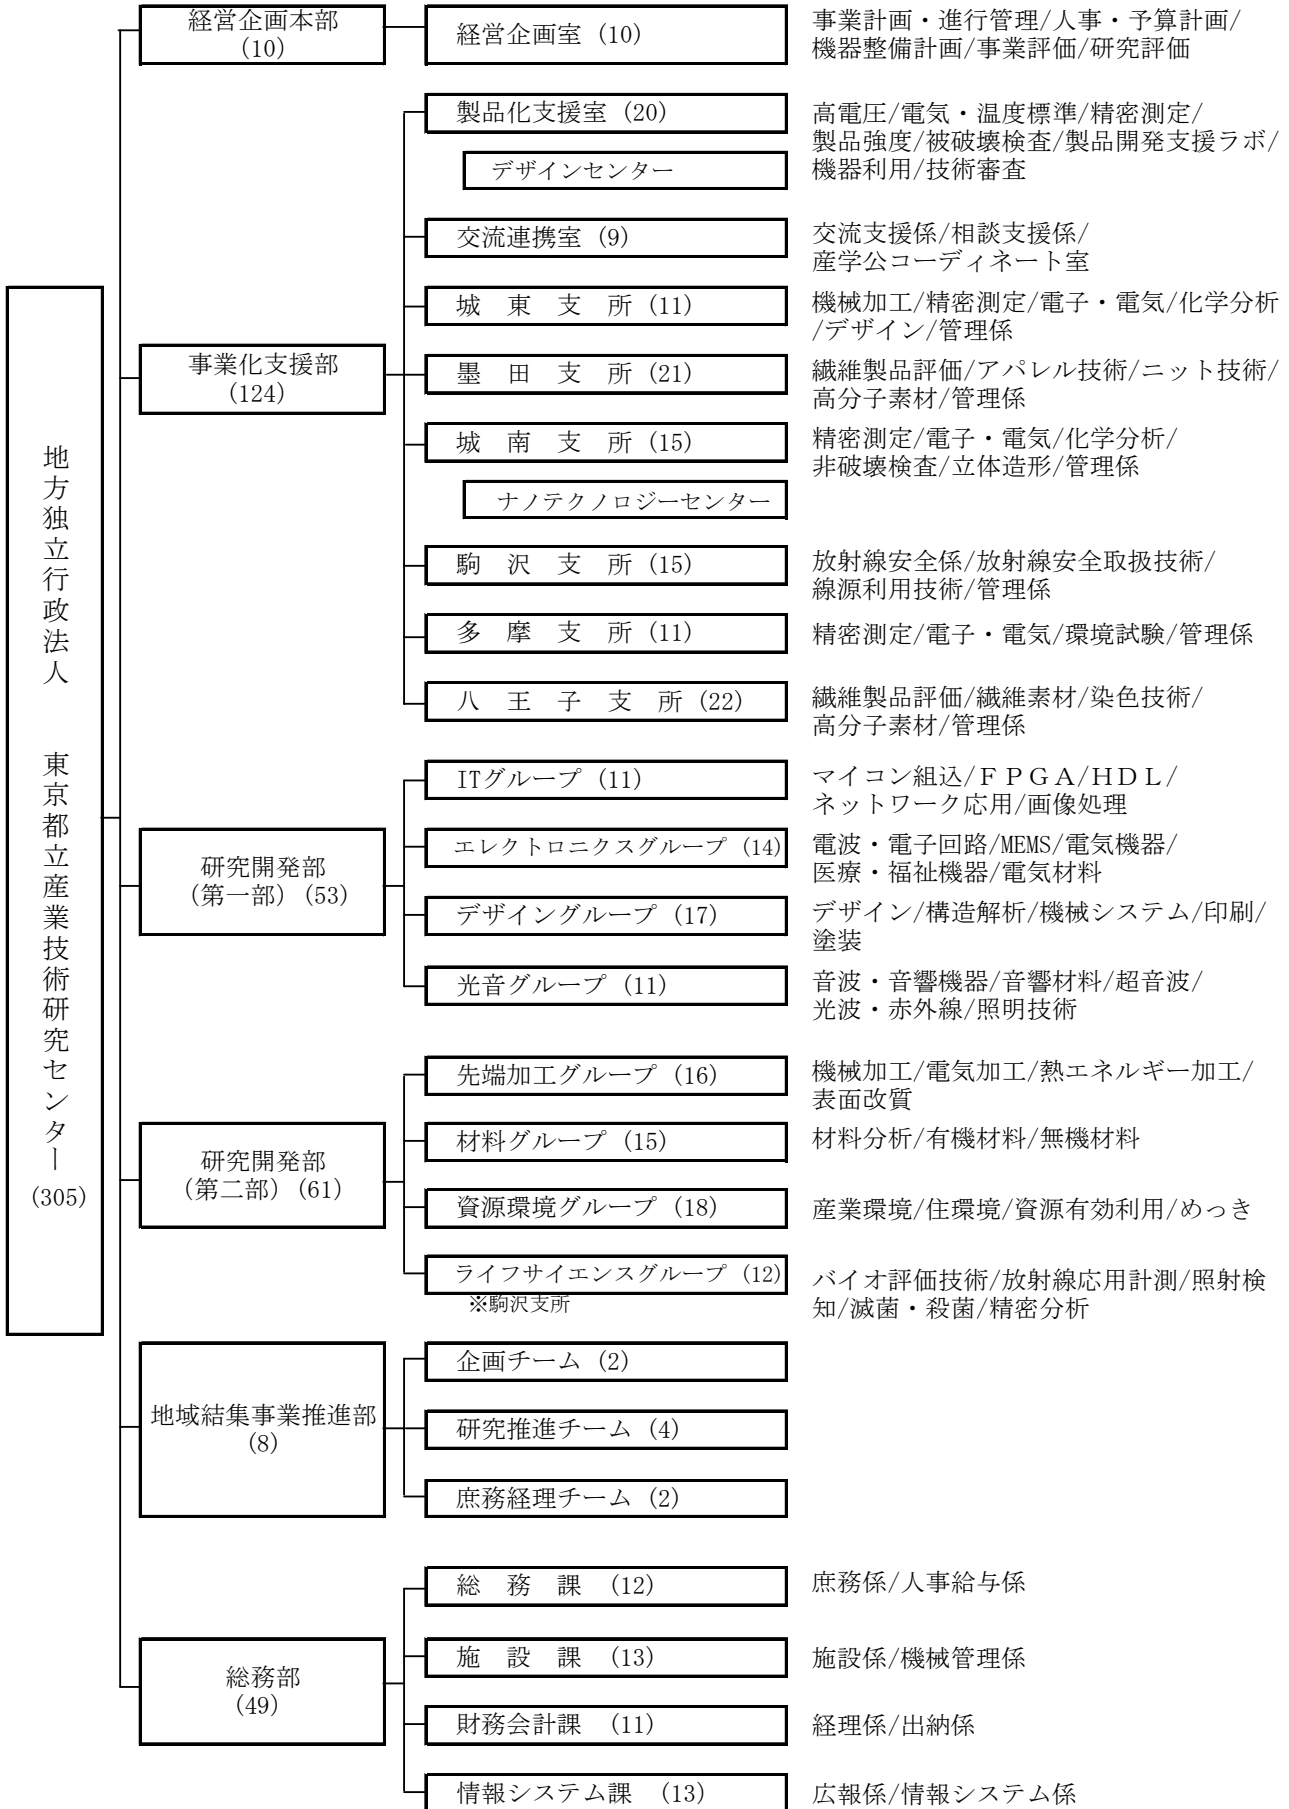 地方独立行政法人　東京都立産業技術研究センター
(305)
経営企画本部
(10)
経営企画室 (10)
事業計画・進行管理/人事・予算計画/
機器整備計画/事業評価/研究評価
事業化支援部
(124)
製品化支援室 (20)
高電圧/電気・温度標準/精密測定/
製品強度/被破壊検査/製品開発支援ラボ/
機器利用/技術審査
デザインセンター
交流連携室 (9)
交流支援係/相談支援係/
産学公コーディネート室
城　東　支　所 (11)
機械加工/精密測定/電子・電気/化学分析
/デザイン/管理係
墨　田　支　所 (21)
繊維製品評価/アパレル技術/ニット技術/
高分子素材/管理係
城　南　支　所 (15)
精密測定/電子・電気/化学分析/
非破壊検査/立体造形/管理係
ナノテクノロジーセンター
駒　沢　支　所 (15)
放射線安全係/放射線安全取扱技術/
線源利用技術/管理係
多　摩　支　所 (11)
精密測定/電子・電気/環境試験/管理係
八　王　子　支　所 (22)
繊維製品評価/繊維素材/染色技術/
高分子素材/管理係
研究開発部
(第一部) (53)
ITグループ (11)
マイコン組込/ＦＰＧＡ/ＨＤＬ/
ネットワーク応用/画像処理
エレクトロニクスグループ (14)
電波・電子回路/MEMS/電気機器/
医療・福祉機器/電気材料
デザイングループ (17)
デザイン/構造解析/機械システム/印刷/
塗装
光音グループ (11)
音波・音響機器/音響材料/超音波/
光波・赤外線/照明技術
研究開発部
(第二部) (61)
先端加工グループ (16)
機械加工/電気加工/熱エネルギー加工/
表面改質
材料グループ (15)
材料分析/有機材料/無機材料
資源環境グループ (18)
産業環境/住環境/資源有効利用/めっき
ライフサイエンスグループ (12)
※駒沢支所
バイオ評価技術/放射線応用計測/照射検
知/滅菌・殺菌/精密分析
地域結集事業推進部
(8)
企画チーム (2)
研究推進チーム (4)
庶務経理チーム (2)
総務部
(49)
総　務　課　(12)
庶務係/人事給与係
施　設　課　(13)
施設係/機械管理係
財務会計課　(11)
経理係/出納係
情報システム課　(13)
広報係/情報システム係